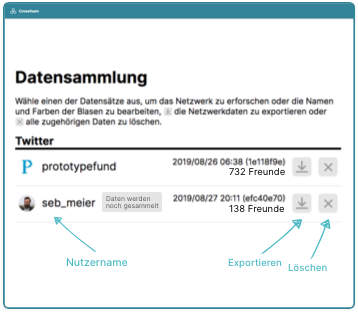 Datensammlung
Wähle einen der Datensätze aus, um das Netzwerk zu erforschen oder die Namen
und Farben der Blasen zu bearbeiten, die Netzwerkdaten zu exportieren oder
alle zugehörigen Daten zu löschen.
Twitter
prototypefund
2019/08/26 06:38 (1e118f9e)
732 Freunde
seb_meier
Daten werden
noch gesammelt
2019/08/27 20:11 (efc40e70)
138 Freunde
Nutzername
Exportieren
Löschen